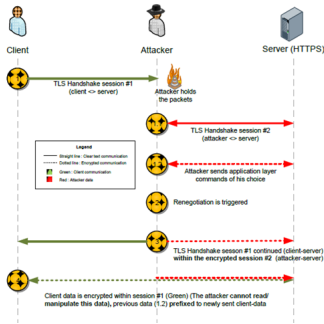 Client
Attacker
Server (HTTPS)
TLS Handshake session #1
(client <> server)
Attacker holds
the packets
TLS Handshake session #2
(attacker <> server)
Legend
Straight line : Clear text communication
Dotted line : Encrypted communication
Green : Client communication
Red : Attacker data
Attacker sends application layer
commands of his choice
Renegotiation is triggered
TLS Handshake session #1 continued (client-server)
within the encrypted session #2 (attacker-server)
Client data is encrypted within session #1 (Green) (The attacker cannot read/
manipulate this data), previous data (1.2) prefixed to newly sent client-data